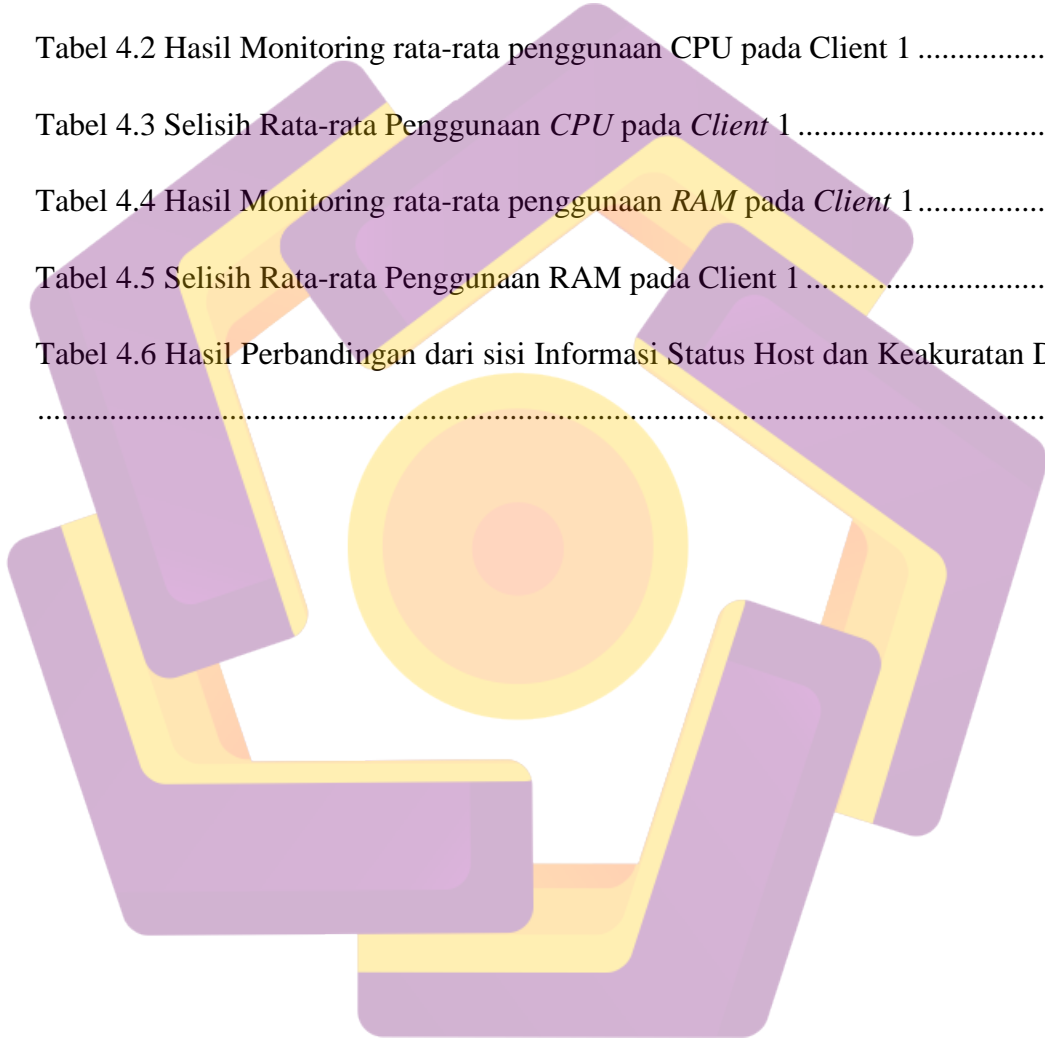 Tabel 4.2 Hasil Monitoring rata-rata penggunaan CPU pada Client 1 ................
Tabel 4.3 Selisih Rata-rata Penggunaan CPU pada Client 1 ...............................
Tabel 4.4 Hasil Monitoring rata-rata penggunaan RAM pada Client 1................
Tabel 4.5 Selisih Rata-rata Penggunaan RAM pada Client 1 ..............................
Tabel 4.6 Hasil Perbandingan dari sisi Informasi Status Host dan Keakuratan
................................................................................................................................